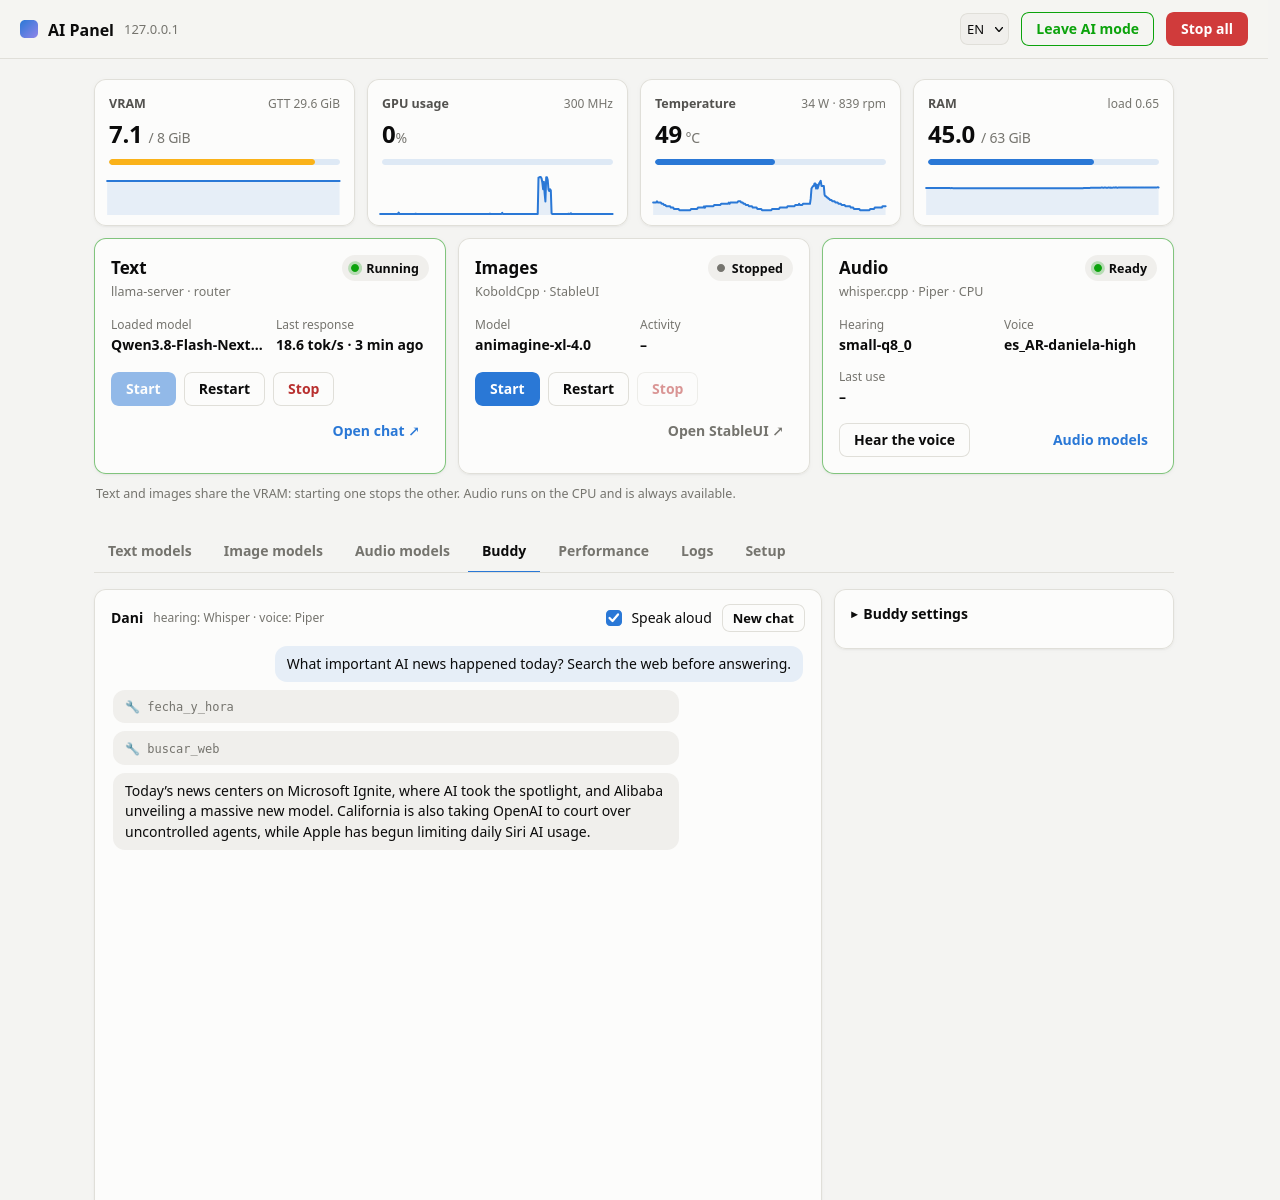 AI Panel 127.0.0.1 EN Leave AI mode Stop all
VRAM GTT 29.6 GiB
7.1 / 8 GiB
GPU usage 300 MHz
0%
Temperature 34 W · 839 rpm
49 °C
RAM load 0.65
45.0 / 63 GiB
Text Running
llama-server · router
Loaded model Last response
Qwen3.8-Flash-Next... 18.6 tok/s · 3 min ago
Start Restart Stop
Open chat ↗
Images Stopped
KoboldCpp · StableUI
Model Activity
animagine-xl-4.0 –
Start Restart Stop
Open StableUI ↗
Audio Ready
whisper.cpp · Piper · CPU
Hearing Voice
small-q8_0 es_AR-daniela-high
Last use
–
Hear the voice Audio models
Text and images share the VRAM: starting one stops the other. Audio runs on the CPU and is always available.
Text models Image models Audio models Buddy Performance Logs Setup
Dani hearing: Whisper · voice: Piper Speak aloud New chat
What important AI news happened today? Search the web before answering.
🔧 fecha_y_hora
🔧 buscar_web
Today’s news centers on Microsoft Ignite, where AI took the spotlight, and Alibaba
unveiling a massive new model. California is also taking OpenAI to court over
uncontrolled agents, while Apple has begun limiting daily Siri AI usage.
▸ Buddy settings